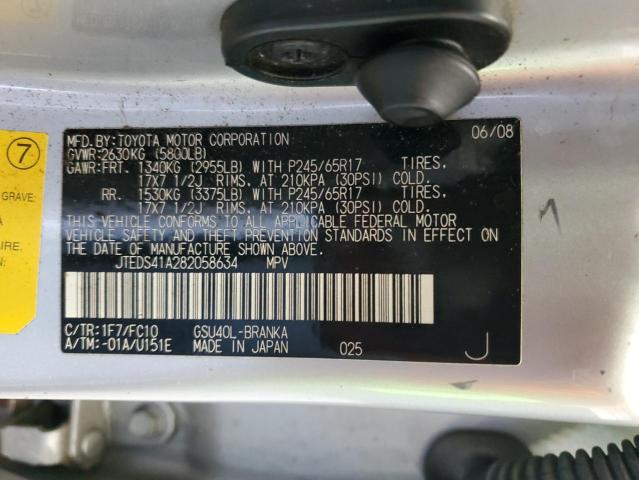 MFD.BY:TOYOTA MOTOR CORPORATION 06/08
GVWR:2630KG (5800LB)
GAWR:FRT. 1340KG (2955LB) WITH P245/65R17 TIRES.
17X7 1/2J RIMS. AT 210KPA (30PSI) COLD.
RR. 1530KG (3375LB) WITH P245/65R17 TIRES.
17X7 1/2J RIMS. AT 210KPA (30PSI) COLD.
THIS VEHICLE CONFORMS TO ALL APPLICABLE FEDERAL MOTOR
VEHICLE SAFETY AND THEFT PREVENTION STANDARDS IN EFFECT ON
THE DATE OF MANUFACTURE SHOWN ABOVE.
JTEDS41A282058634 MPV
C/TR:1F7/FC10 GSU40L-BRANKA
A/TM:-01A/U151E MADE IN JAPAN 025 J
7
GRAVE: